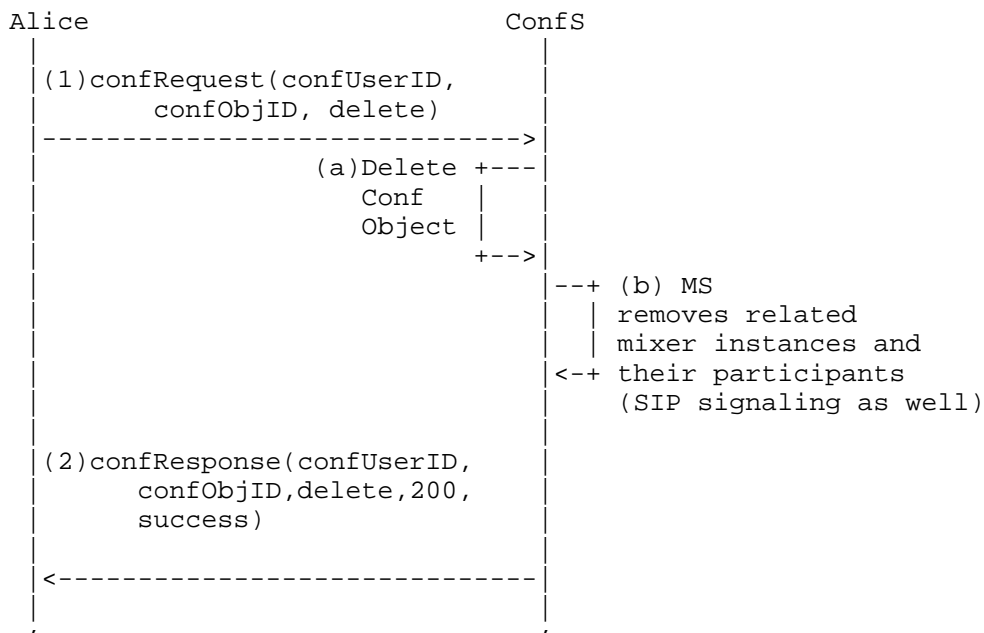 Alice ConfS
(1)confRequest(confUserID,
confObjID, delete)
(a)Delete
Conf
Object
(b) MS
removes related
mixer instances and
their participants
(SIP signaling as well)
(2)confResponse(confUserID,
confObjID,delete,200,
success)